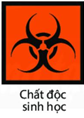 Chất độc
sinh học